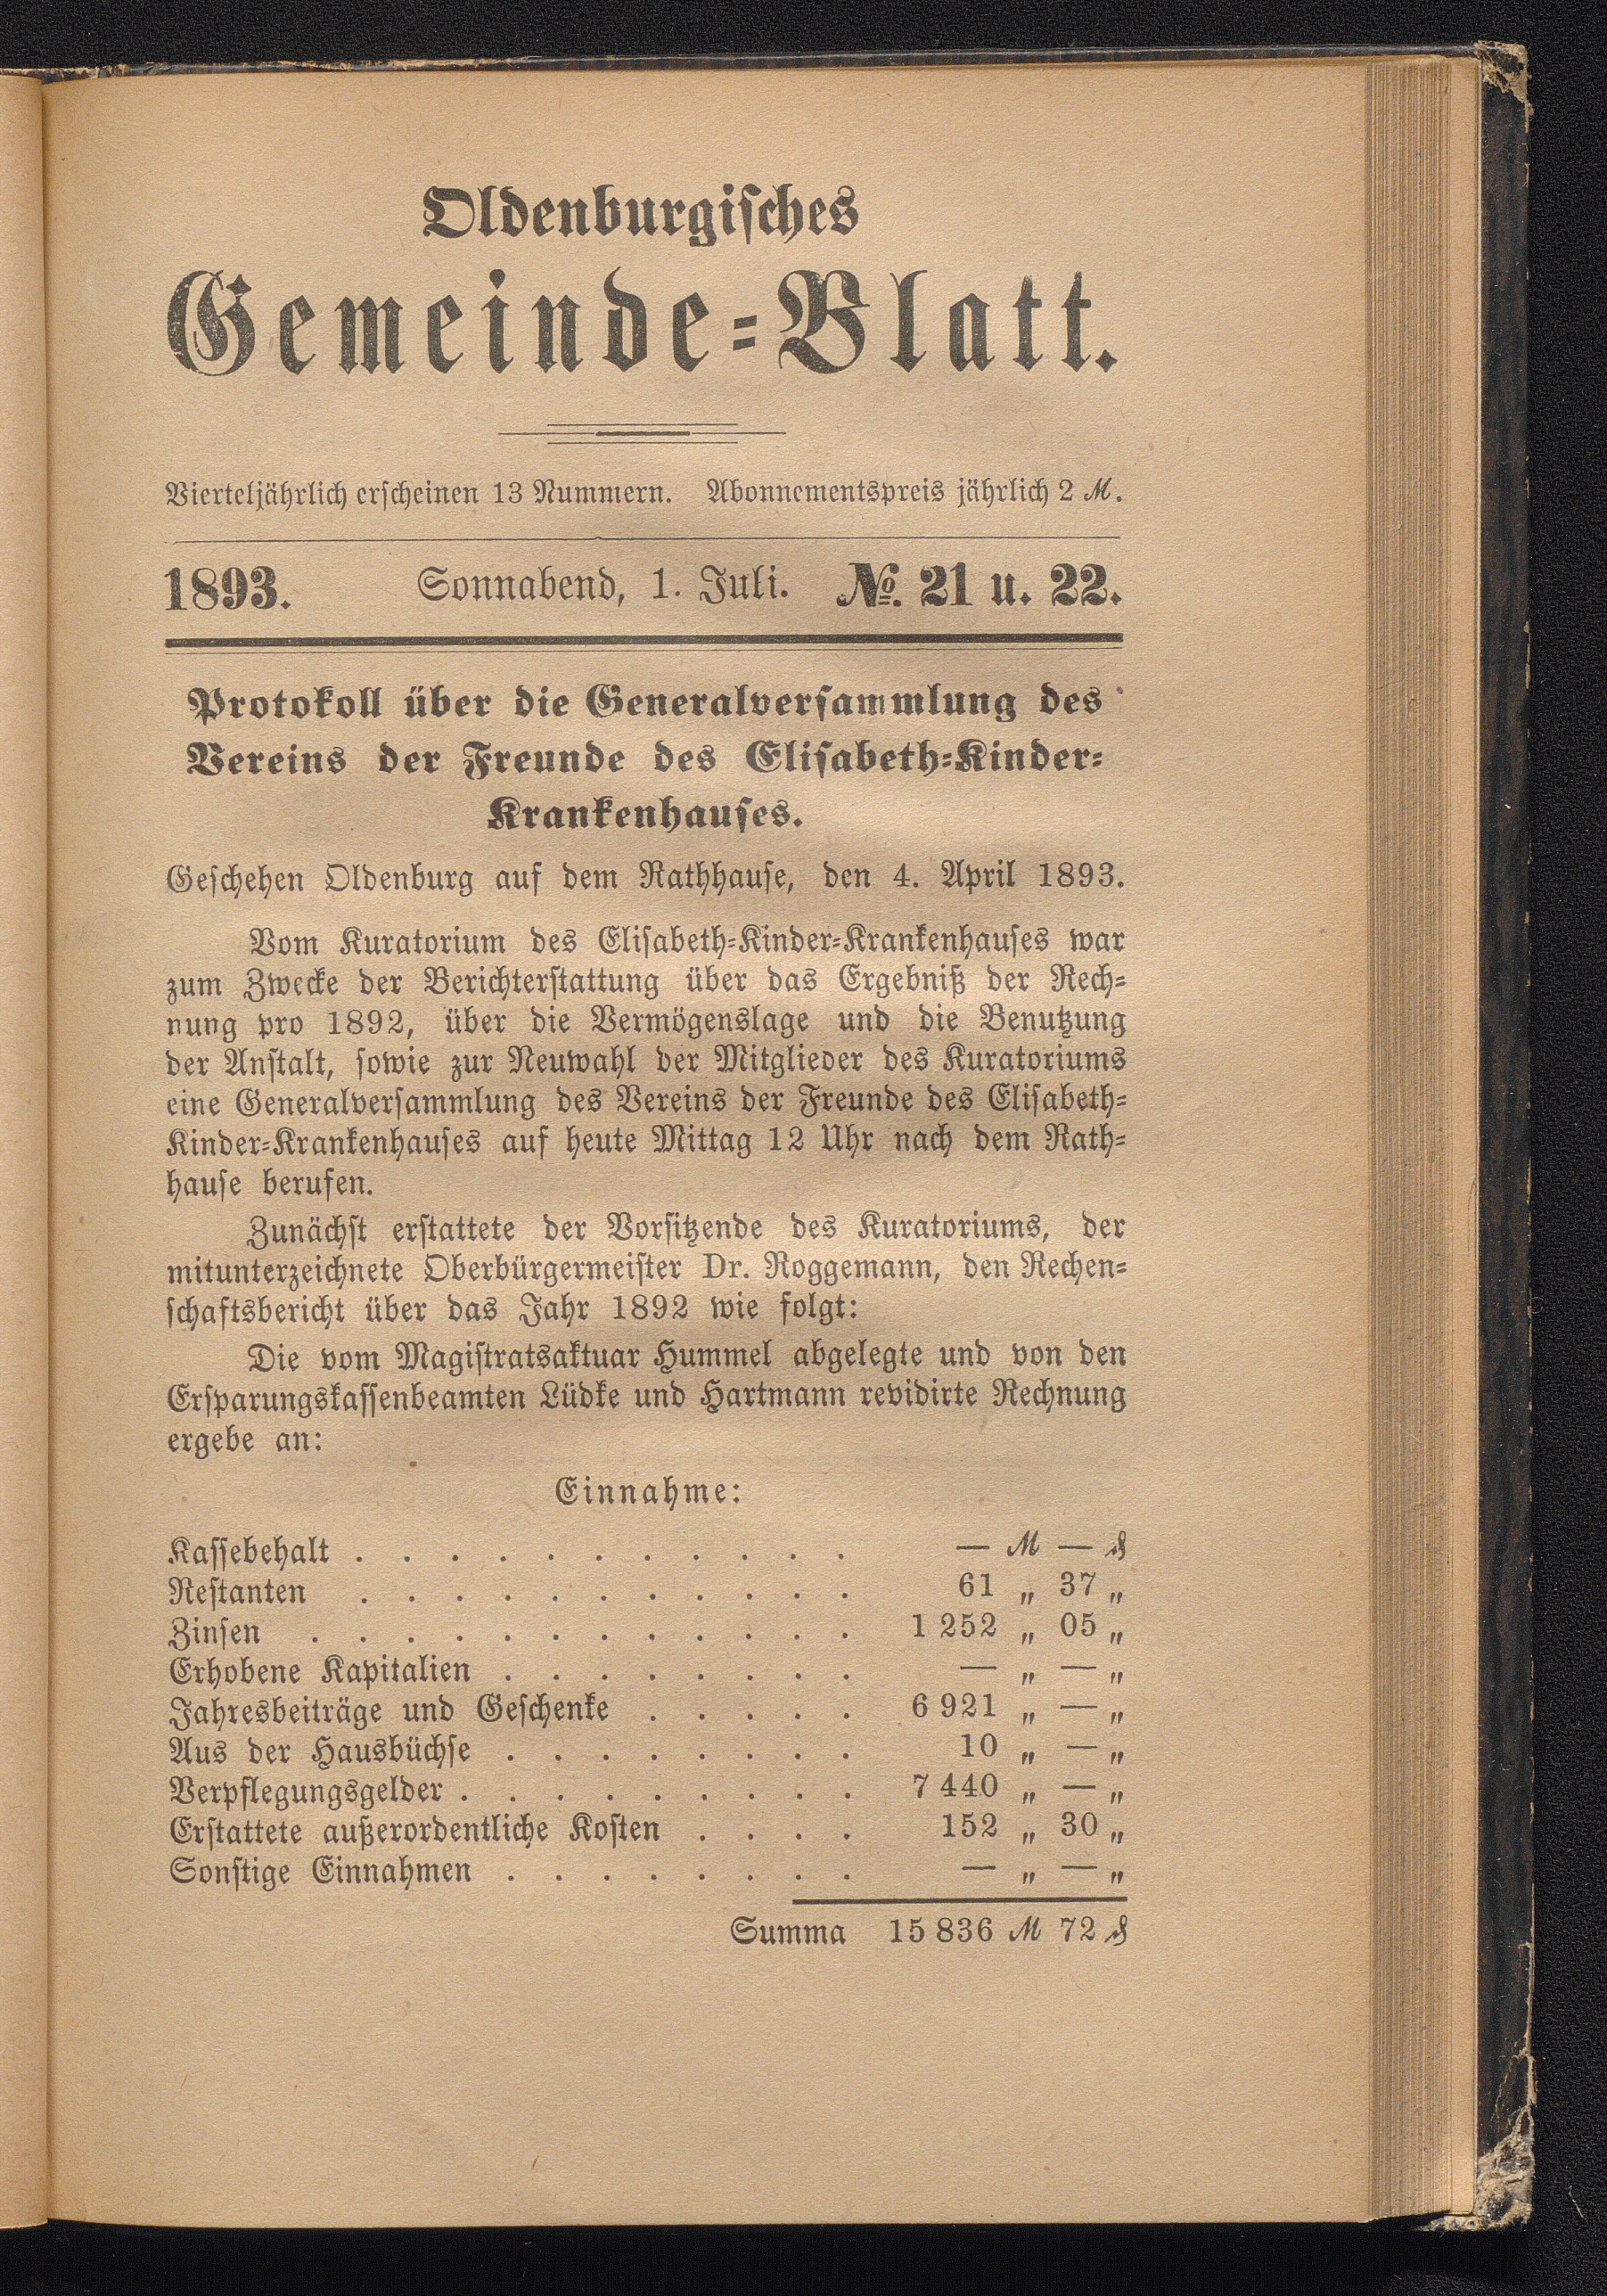 Oldenburgisches
Gemeinde-Blatt.
Vierteljährlich erscheinen 13 Nummern. Abonnementspreis jährlich 2 M.
1893. Sonnabend, 1. Juli. №. 21 u. 22.
Protokoll über die Generalversammlung des
Vereins der Freunde des Elisabeth-Kinder-
Krankenhauses.
Geschehen Oldenburg auf dem Rathhause, den 4. April 1893.
Vom Kuratorium des Elisabeth-Kinder-Krankenhauses war
zum Zwecke der Berichterstattung über das Ergebniß der Rech-
nung pro 1892, über die Vermögenslage und die Benutzung
der Anstalt, sowie zur Neuwahl der Mitglieder des Kuratoriums
eine Generalversammlung des Vereins der Freunde des Elisabeth-
Kinder-Krankenhauses auf heute Mittag 12 Uhr nach dem Rath-
hause berufen.
Zunächst erstattete der Vorsitzende des Kuratoriums, der
mitunterzeichnete Oberbürgermeister Dr. Roggemann, den Rechen-
schaftsbericht über das Jahr 1892 wie folgt:
Die vom Magistratsaktuar Hummel abgelegte und von den
Ersparungskassenbeamten Lüdke und Hartmann revidirte Rechnung
ergebe an:
Einnahme:
Kassebehalt . . . . . . . . . . . — M — ₰
Restanten . . . . . . . . . . . 61 „ 37 „
Zinsen . . . . . . . . . . . . 1 252 „ 05 „
Erhobene Kapitalien . . . . . . . . — „ — „
Jahresbeiträge und Geschenke . . . . . 6 921 „ — „
Aus der Hausbüchse . . . . . . . . 10 „ — „
Verpflegungsgelder . . . . . . . . . 7 440 „ — „
Erstattete außerordentliche Kosten . . . . 152 „ 30 „
Sonstige Einnahmen . . . . . . . . — „ — „
Summa 15 836 M 72 ₰